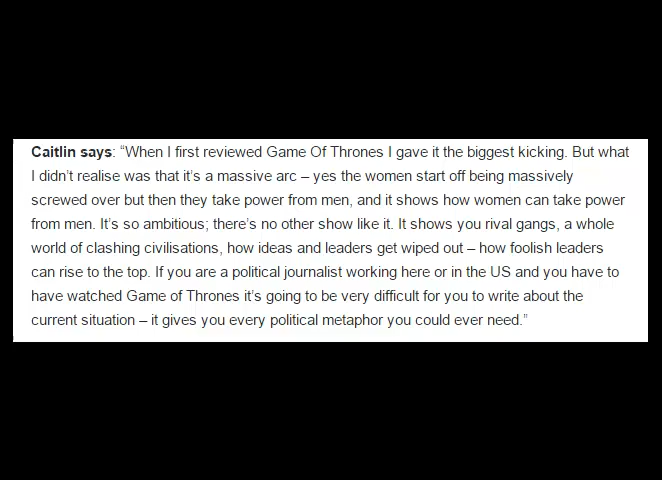 Caitlin says: “When I first reviewed Game Of Thrones I gave it the biggest kicking. But what
I didn’t realise was that it’s a massive arc – yes the women start off being massively
screwed over but then they take power from men, and it shows how women can take power
from men. It’s so ambitious; there’s no other show like it. It shows you rival gangs, a whole
world of clashing civilisations, how ideas and leaders get wiped out – how foolish leaders
can rise to the top. If you are a political journalist working here or in the US and you have to
have watched Game of Thrones it’s going to be very difficult for you to write about the
current situation – it gives you every political metaphor you could ever need.”